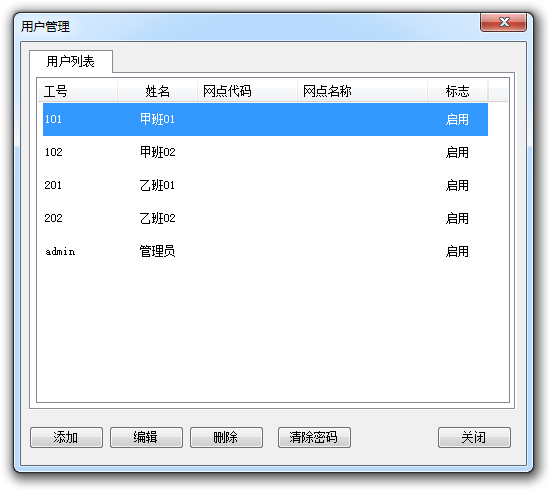 用户管理
用户列表
工号 姓名 网点代码 网点名称 标志
101 甲班01 启用
102 甲班02 启用
201 乙班01 启用
202 乙班02 启用
admin 管理员 启用
添加 编辑 删除 清除密码 关闭